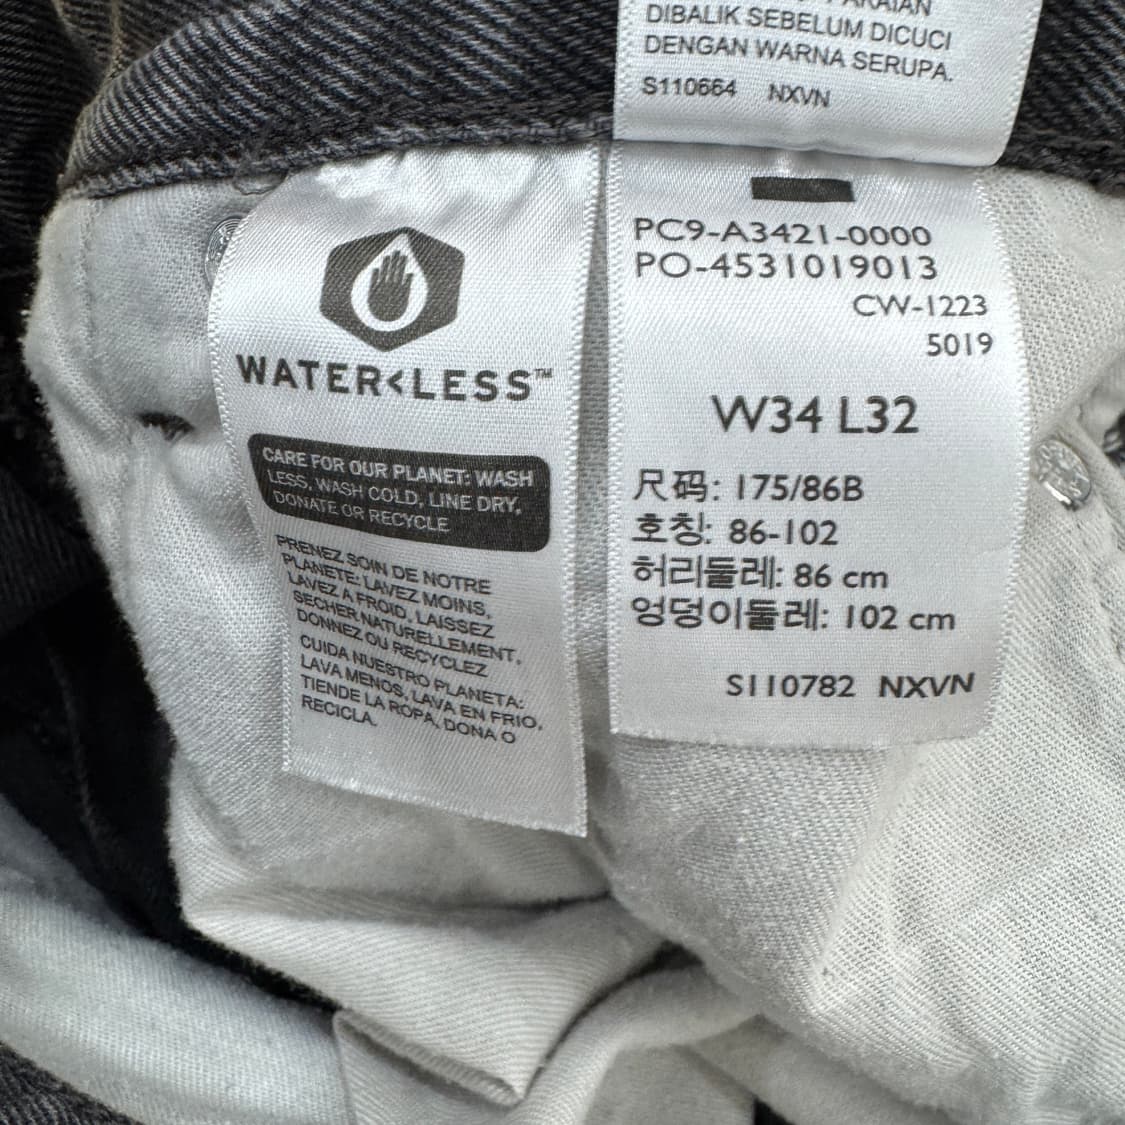 DIBALIK SEBELUM DICUCI
DENGAN WARNA SERUPA.
S110664 NXVN
WATER<LESS™
CARE FOR OUR PLANET: WASH
LESS, WASH COLD, LINE DRY,
DONATE OR RECYCLE
PRENEZ SOIN DE NOTRE
PLANÈTE: LAVEZ MOINS,
LAVEZ A FROID, LAISSEZ
SECHER NATURELLEMENT,
DONNEZ OU RECYCLEZ
CUIDA NUESTRO PLANETA:
LAVA MENOS, LAVA EN FRIO,
TIENDE LA ROPA, DONA O
RECICLA.
PC9-A3421-0000
PO-4531019013
CW-1223
5019
W34 L32
尺码: 175/86B
호칭: 86-102
허리둘레: 86 cm
엉덩이둘레: 102 cm
S110782 NXVN